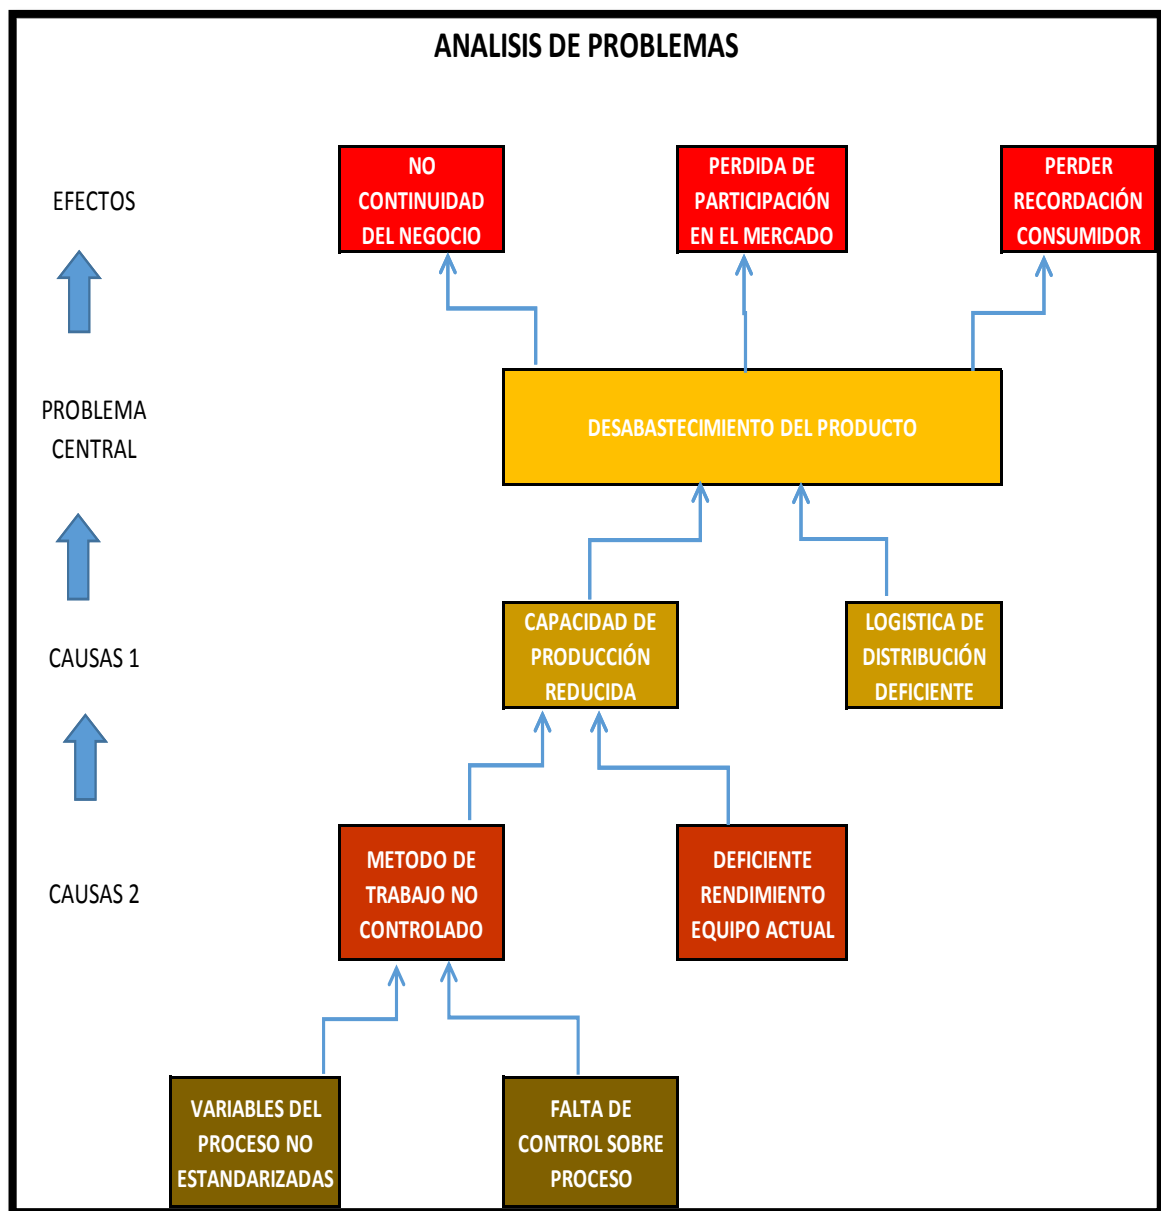 ANALISIS DE PROBLEMAS
EFECTOS
NO
CONTINUIDAD
DEL NEGOCIO
PERDIDA DE
PARTICIPACIÓN
EN EL MERCADO
PERDER
RECORDACIÓN
CONSUMIDOR
PROBLEMA
CENTRAL
DESABASTECIMIENTO DEL PRODUCTO
CAUSAS 1
CAPACIDAD DE
PRODUCCIÓN
REDUCIDA
LOGISTICA DE
DISTRIBUCIÓN
DEFICIENTE
CAUSAS 2
METODO DE
TRABAJO NO
CONTROLADO
DEFICIENTE
RENDIMIENTO
EQUIPO ACTUAL
VARIABLES DEL
PROCESO NO
ESTANDARIZADAS
FALTA DE
CONTROL SOBRE
PROCESO